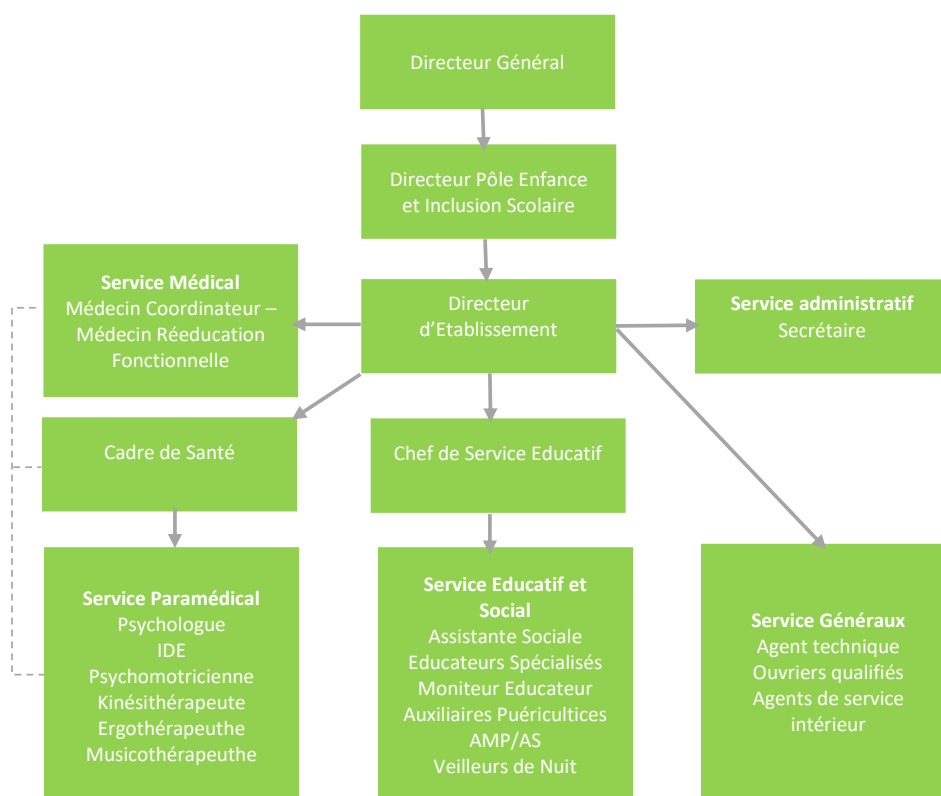 Directeur Général
Directeur Pôle Enfance
et Inclusion Scolaire
Service Médical
Médecin Coordinateur –
Médecin Réeducation
Fonctionnelle
Directeur
d’Etablissement
Service administratif
Secrétaire
Cadre de Santé
Chef de Service Educatif
Service Paramédical
Psychologue
IDE
Psychomotricienne
Kinésithérapeute
Ergothérapeuthe
Musicothérapeuthe
Service Educatif et
Social
Assistante Sociale
Educateurs Spécialisés
Moniteur Educateur
Auxiliaires Puéricultices
AMP/AS
Veilleurs de Nuit
Service Généraux
Agent technique
Ouvriers qualifiés
Agents de service
intérieur